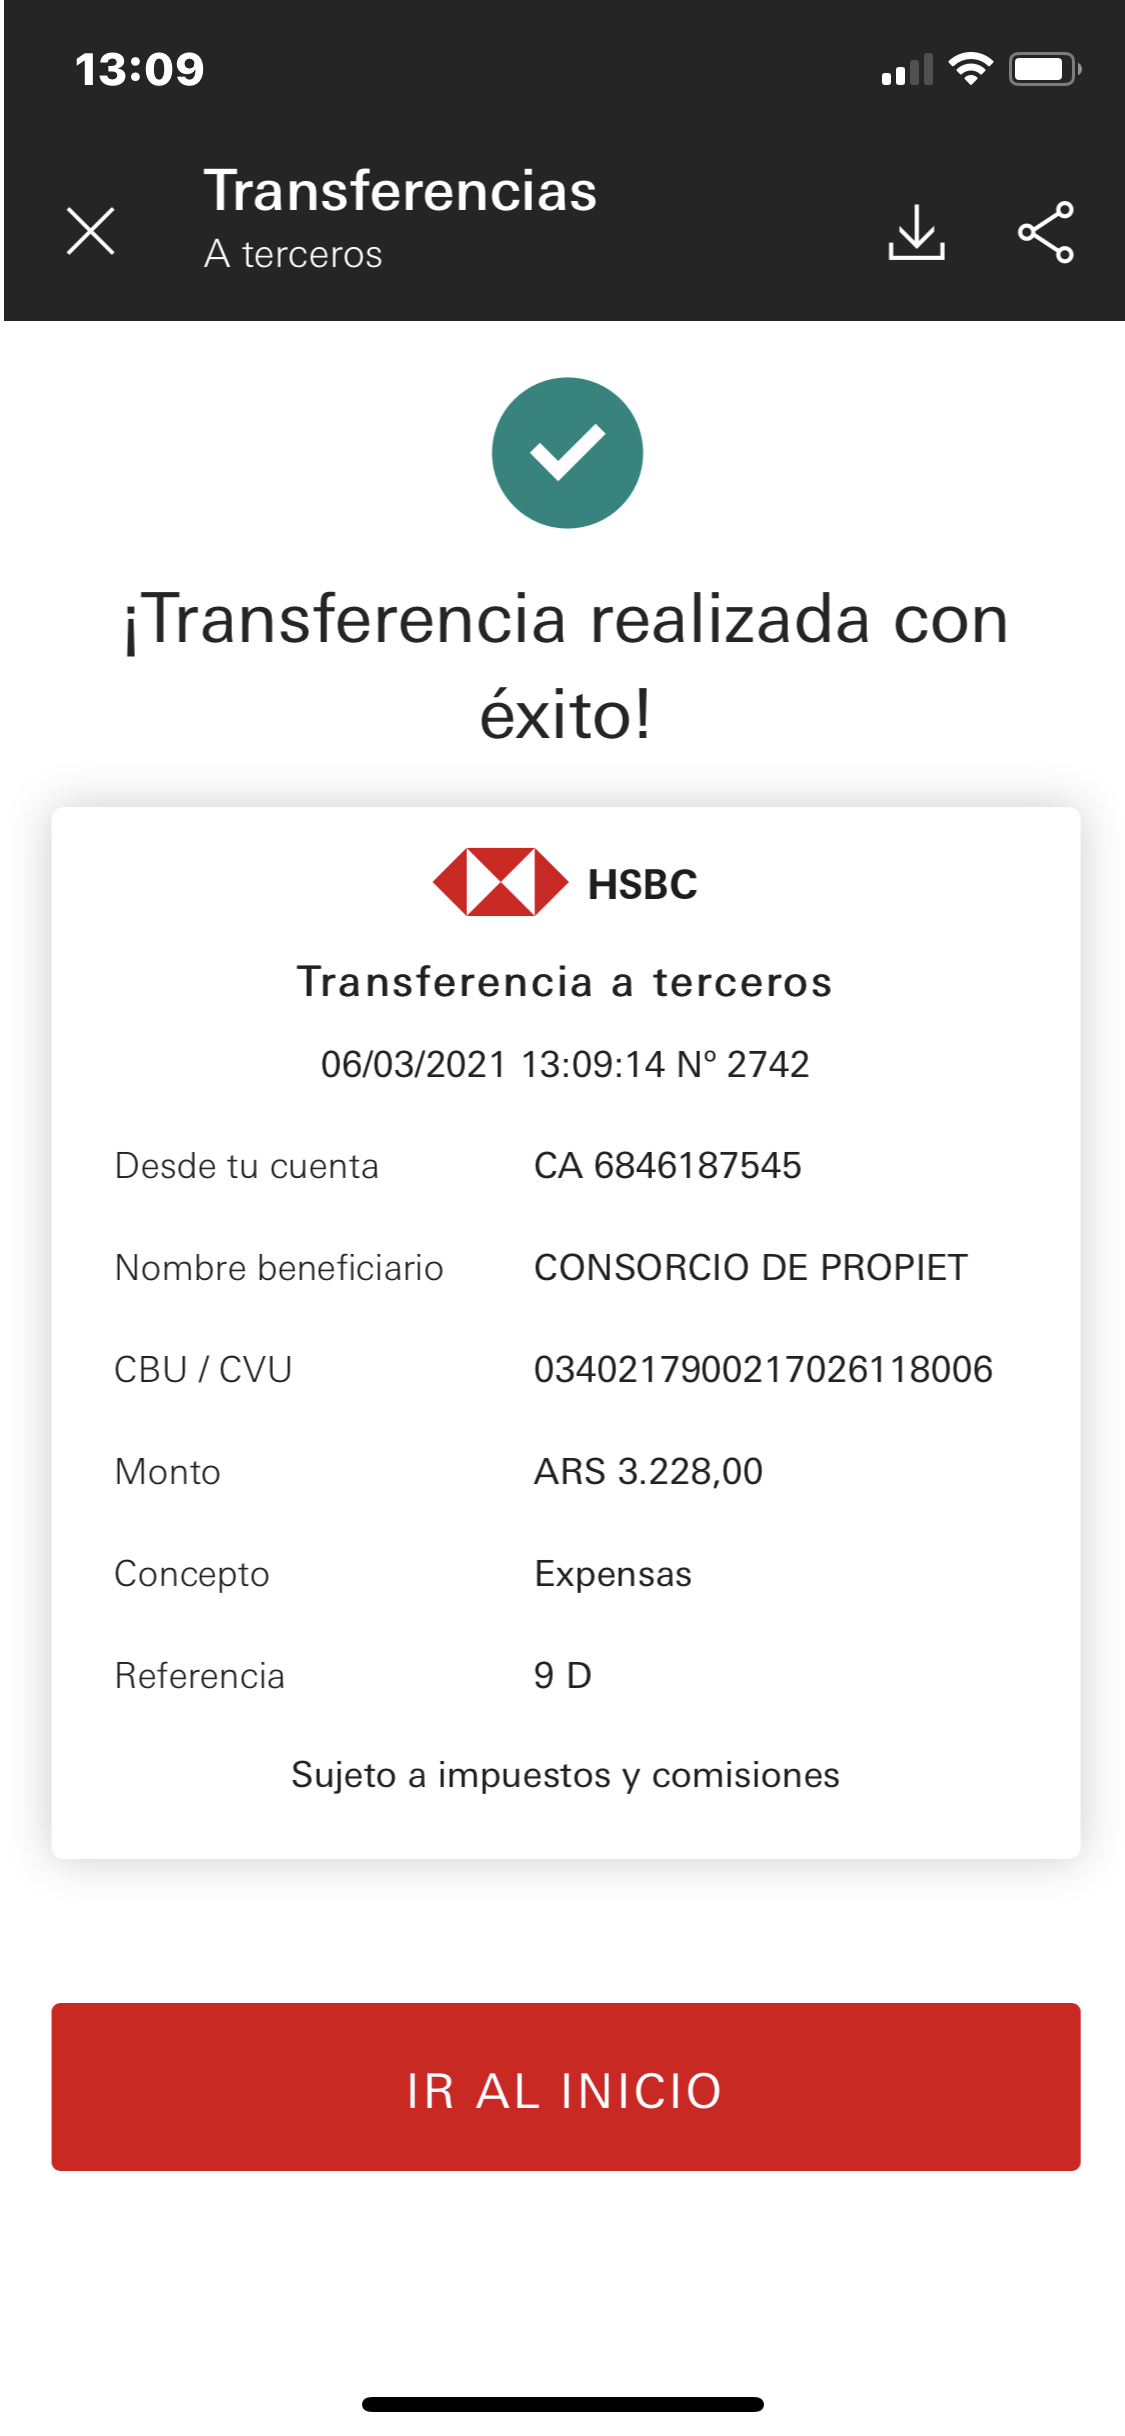 13:09
Transferencias
A terceros
¡Transferencia realizada con
éxito!
HSBC
Transferencia a terceros
06/03/2021 13:09:14 N° 2742
Desde tu cuenta CA 6846187545
Nombre beneficiario CONSORCIO DE PROPIET
CBU / CVU 0340217900217026118006
Monto ARS 3.228,00
Concepto Expensas
Referencia 9 D
Sujeto a impuestos y comisiones
IR AL INICIO